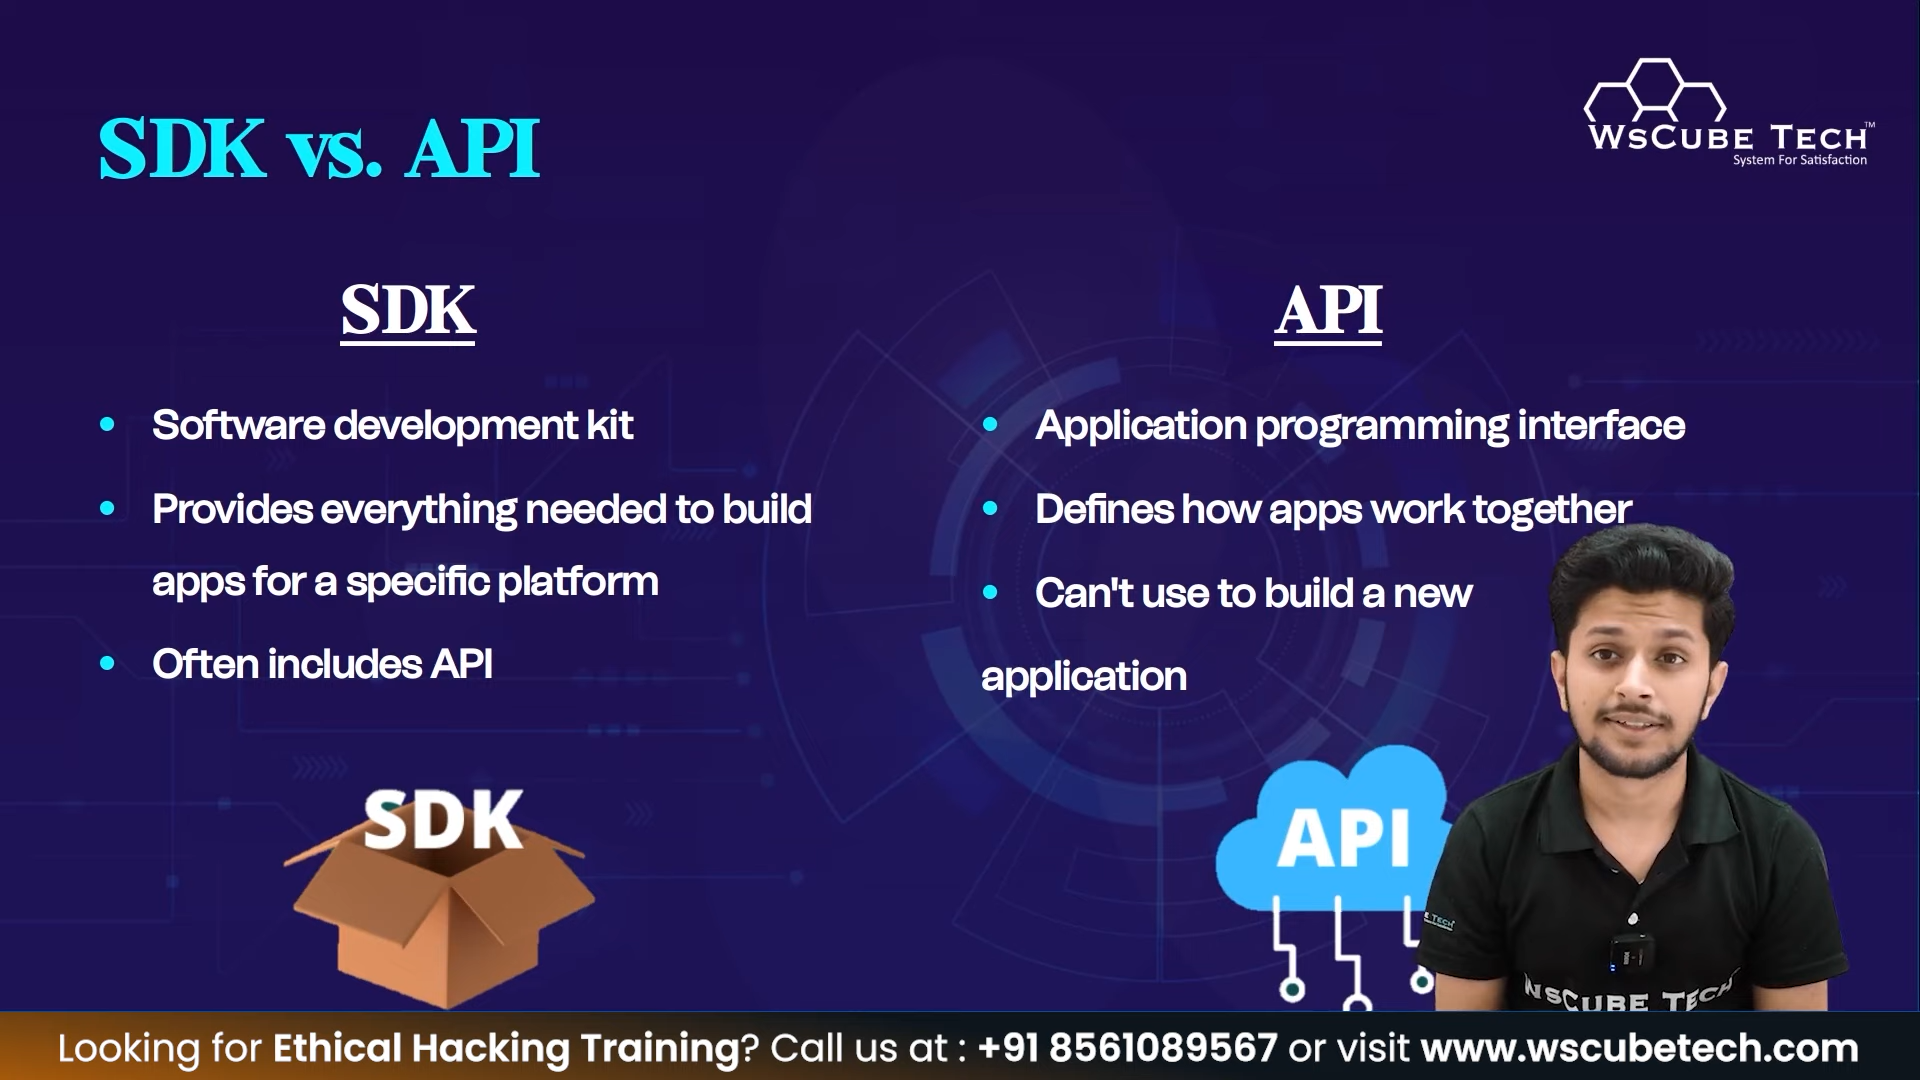 SDK vs. API
WsCube Tech™
System For Satisfaction
SDK
• Software development kit
• Provides everything needed to build
apps for a specific platform
• Often includes API
SDK
API
• Application programming interface
• Defines how apps work together
• Can't use to build a new
application
API
E TECH
WSCUBE TECH
Looking for Ethical Hacking Training? Call us at : +91 8561089567 or visit www.wscubetech.com